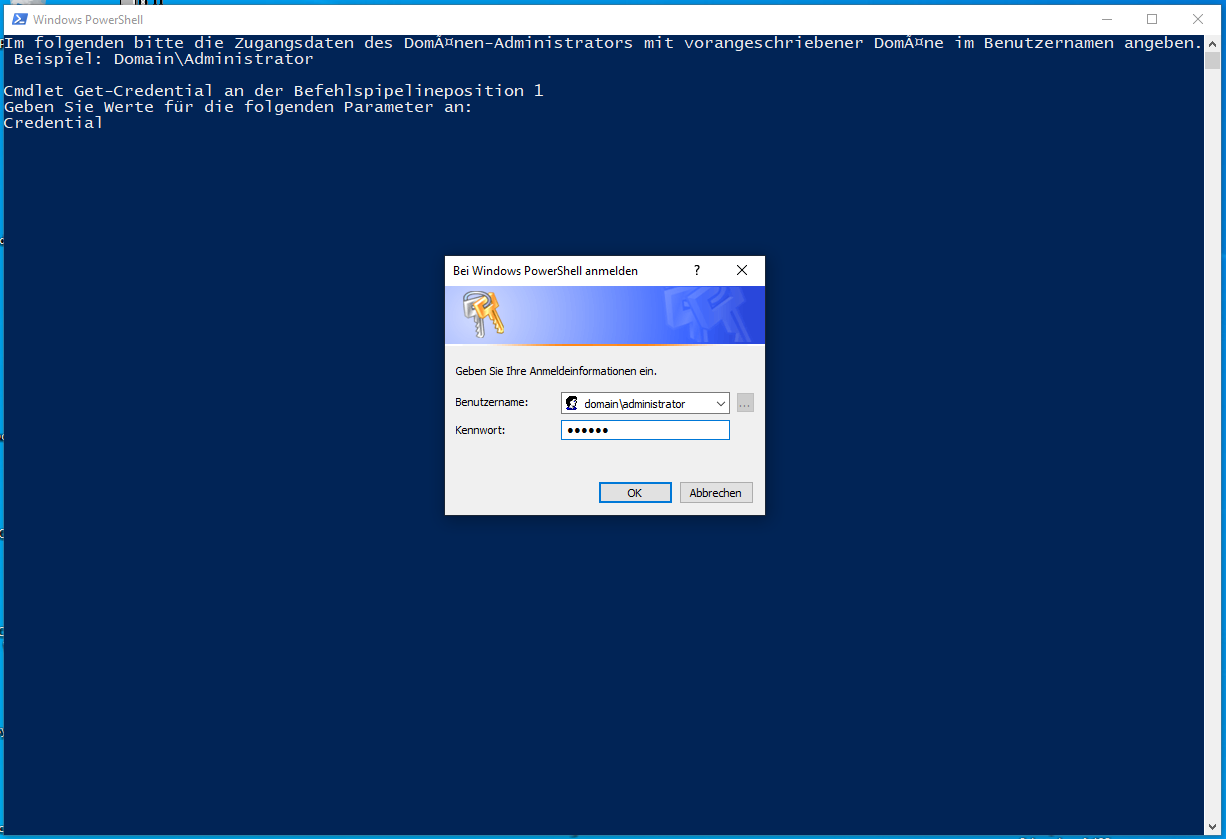 Windows PowerShell
Im folgenden bitte die Zugangsdaten des DomÃ¤nen-Administrators mit vorangeschriebener DomÃ¤ne im Benutzernamen angeben.
Beispiel: Domain\Administrator
Cmdlet Get-Credential an der Befehlspipelineposition 1
Geben Sie Werte für die folgenden Parameter an:
Credential
Bei Windows PowerShell anmelden
?
Geben Sie Ihre Anmeldeinformationen ein.
Benutzername:
domain\administrator
...
Kennwort:
••••••
OK
Abbrechen